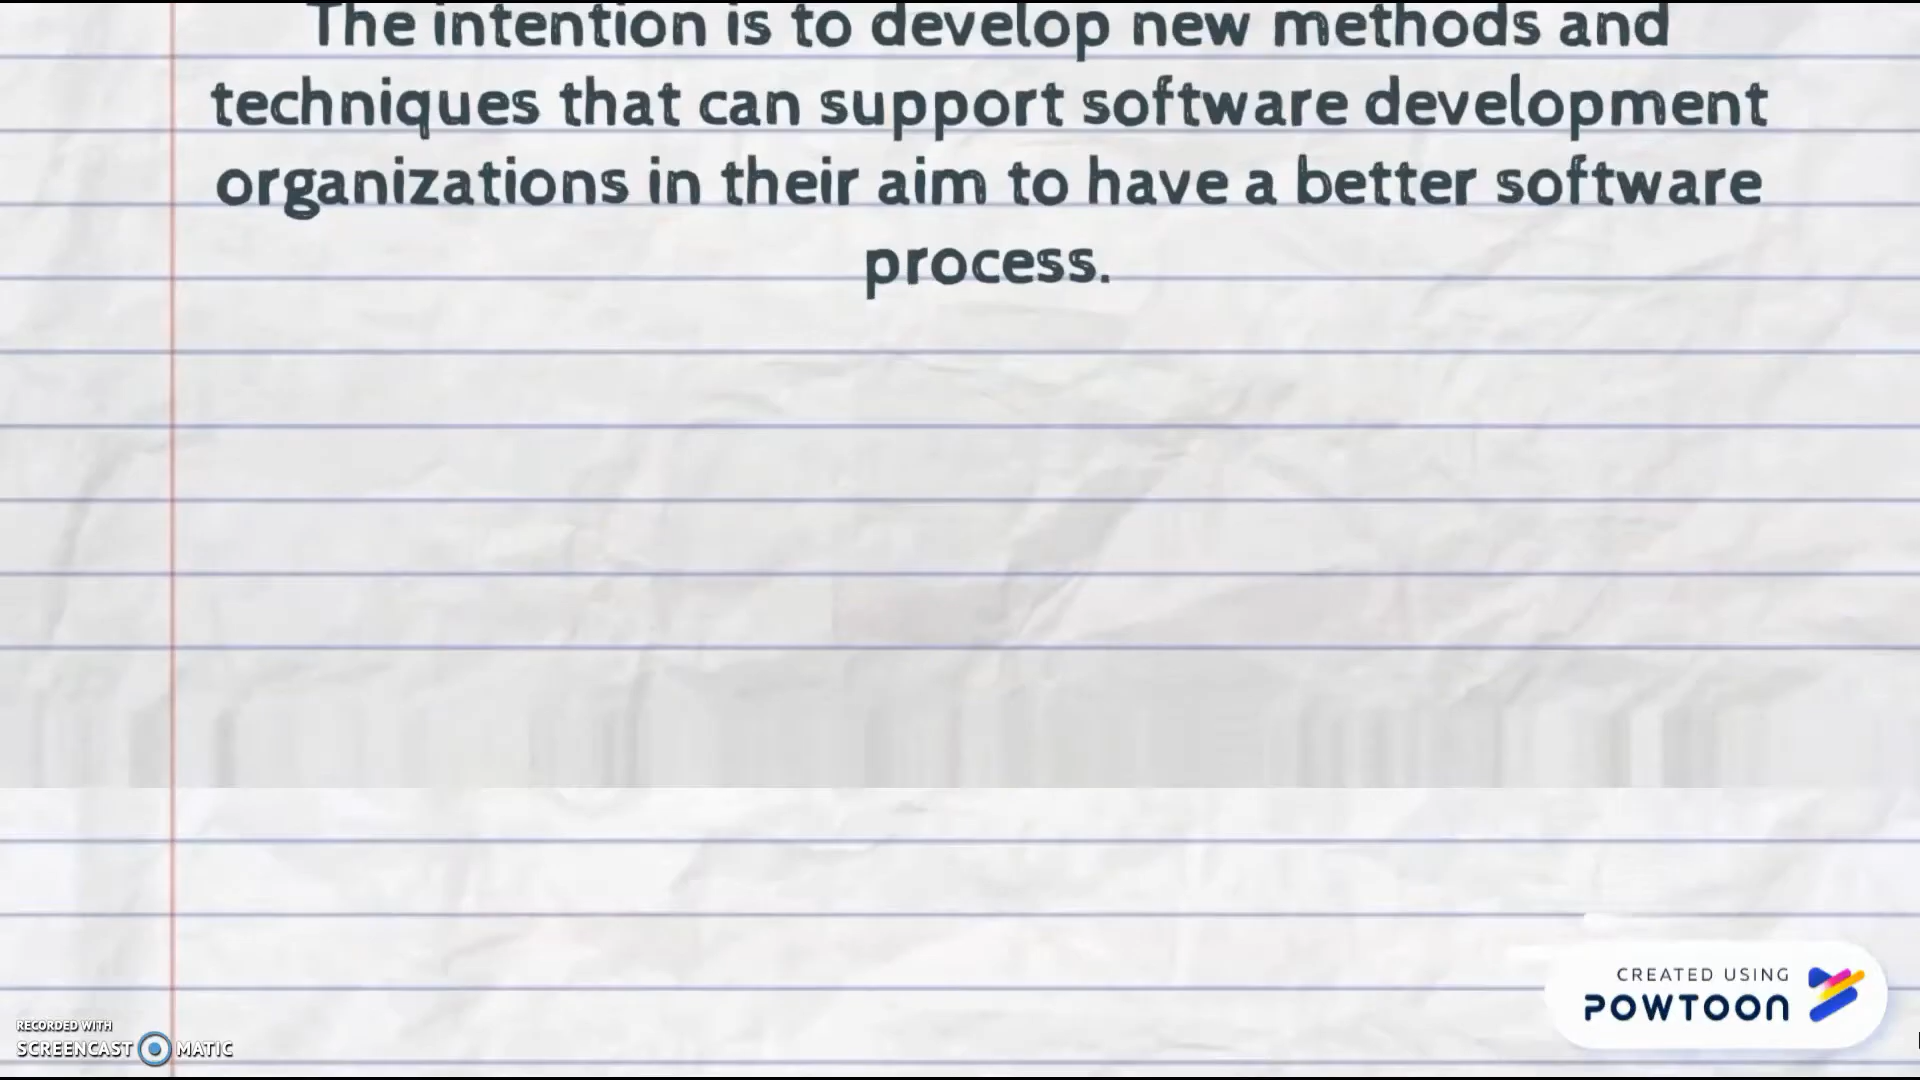 The intention is to develop new methods and
techniques that can support software development
organizations in their aim to have a better software
process.
CREATED USING
POWTOON
RECORDED WITH
SCREENCAST MATIC